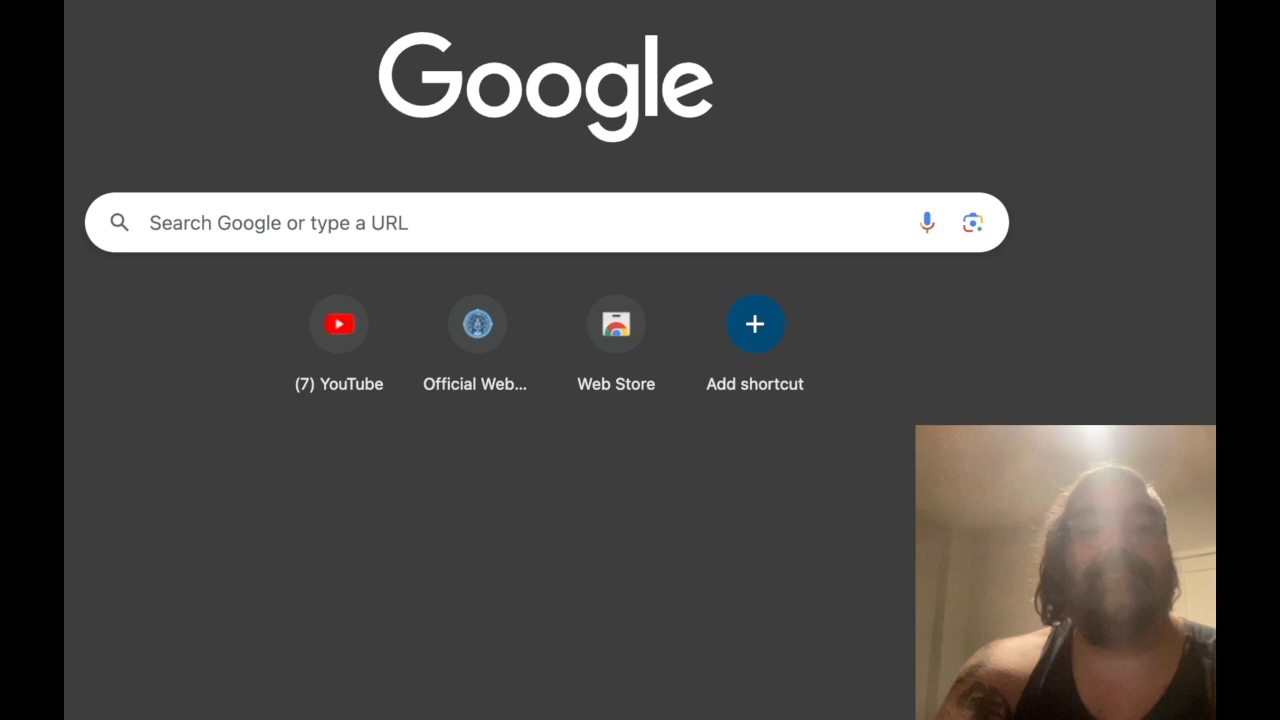 Google
Search Google or type a URL
(7) YouTube
Official Web...
Web Store
Add shortcut